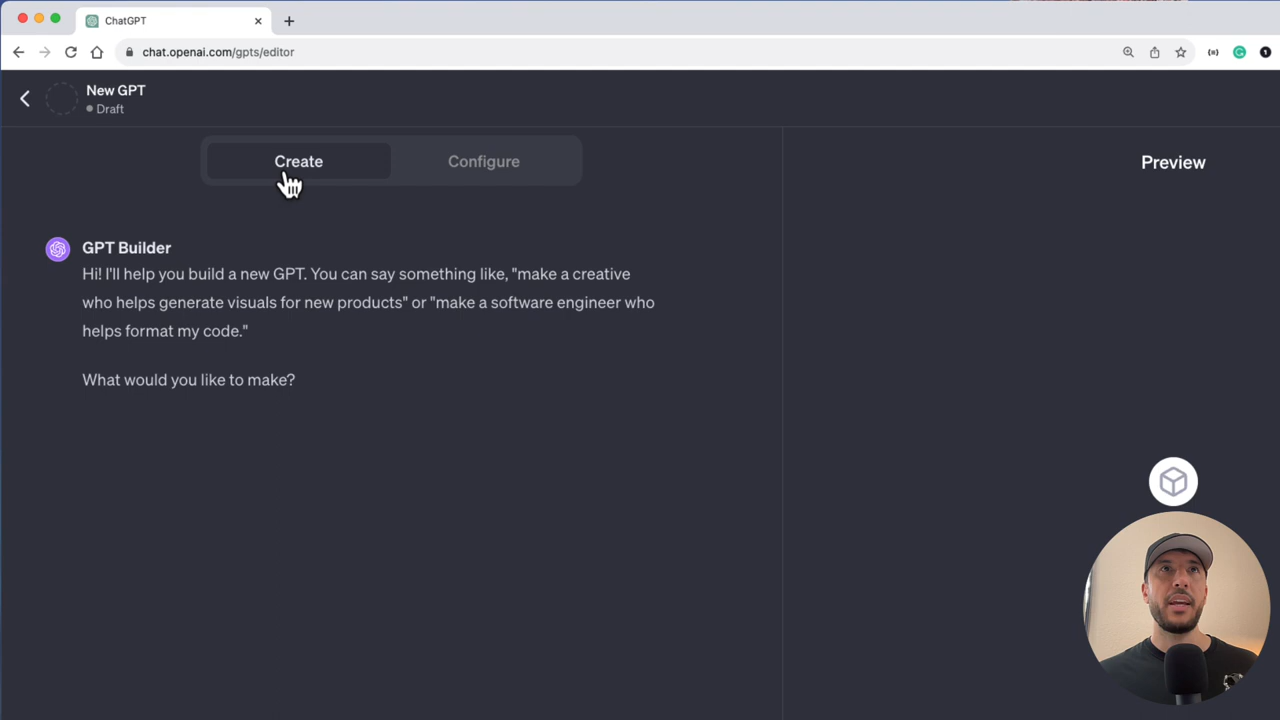 ChatGPT
chat.openai.com/gpts/editor
New GPT
Draft
Create
Configure
Preview
GPT Builder
Hi! I'll help you build a new GPT. You can say something like, "make a creative
who helps generate visuals for new products" or "make a software engineer who
helps format my code."
What would you like to make?